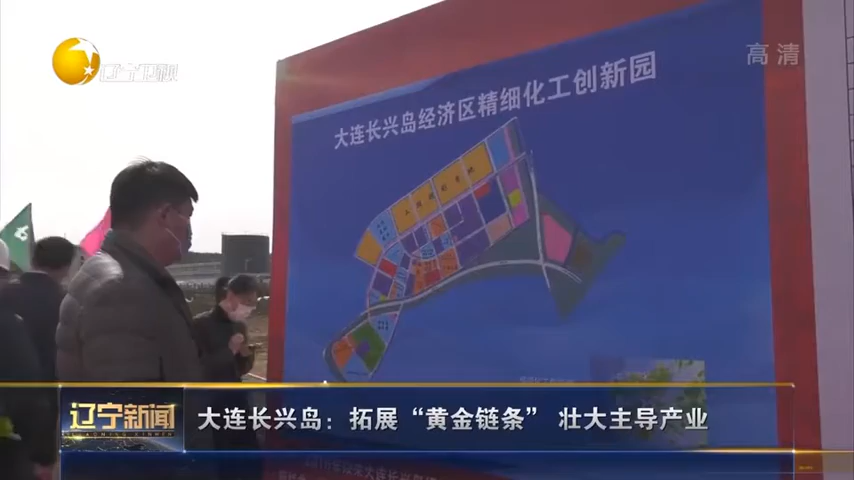 辽宁卫视
高清
大连长兴岛经济区精细化工创新园
辽宁新闻
LIAONING XINWEN
大连长兴岛：拓展“黄金链条” 壮大主导产业